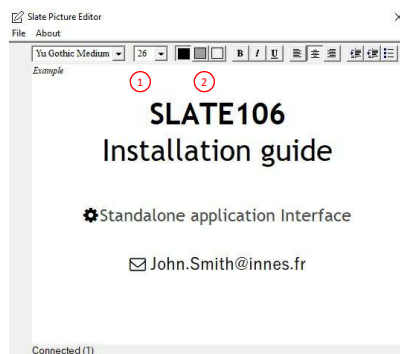 Slate Picture Editor
File About
Yu Gothic Medium 26 B I U
Example
1 2
SLATE106
Installation guide
Standalone application Interface
John.Smith@innes.fr
Connected (1)